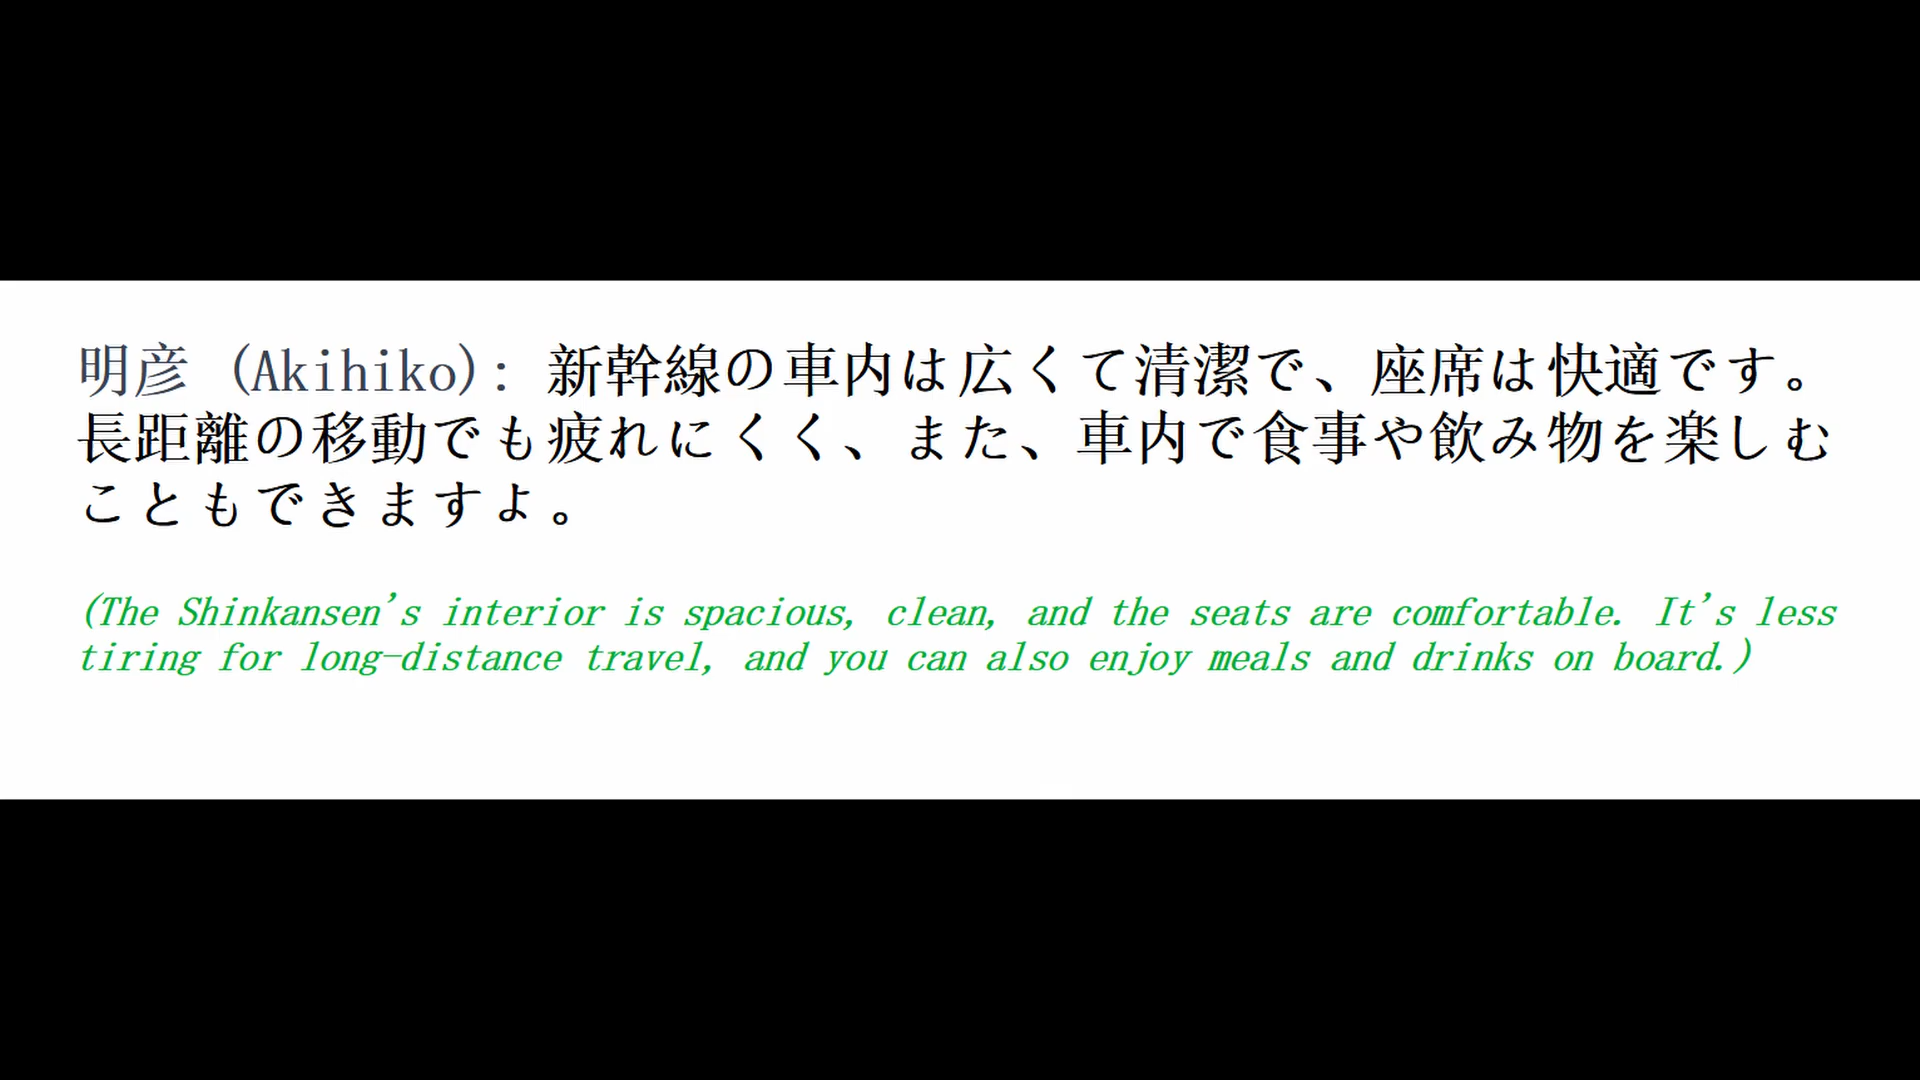 明彦 (Akihiko): 新幹線の車内は広くて清潔で、座席は快適です。
長距離の移動でも疲れにくく、また、車内で食事や飲み物を楽しむ
こともできますよ。
(The Shinkansen's interior is spacious, clean, and the seats are comfortable. It's less
tiring for long-distance travel, and you can also enjoy meals and drinks on board.)